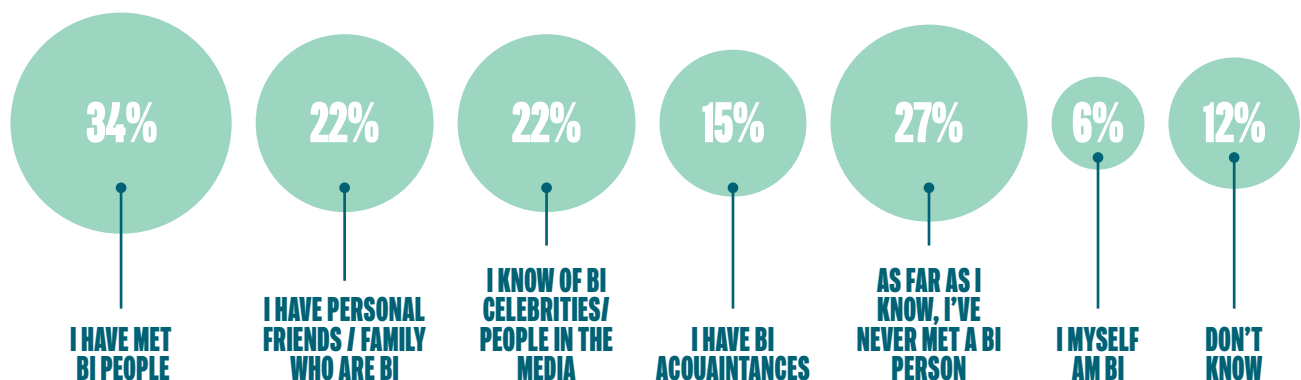 34%
I HAVE MET
BI PEOPLE
22%
I HAVE PERSONAL
FRIENDS / FAMILY
WHO ARE BI
22%
I KNOW OF BI
CELEBRITIES/
PEOPLE IN THE
MEDIA
15%
I HAVE BI
ACQUAINTANCES
27%
AS FAR AS I
KNOW, I’VE
NEVER MET A BI
PERSON
6%
I MYSELF
AM BI
12%
DON’T
KNOW